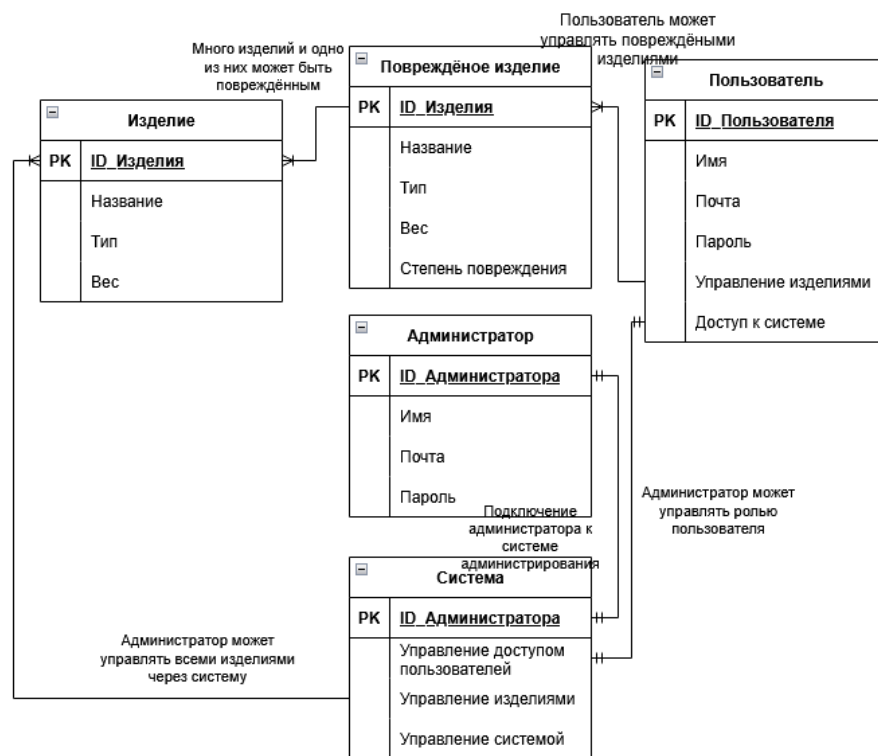 Пользователь может
управлять повреждёными
изделиями
Много изделий и одно
из них может быть
повреждённым
Повреждёное изделие
PK ID_Изделия
Название
Тип
Вес
Степень повреждения
Пользователь
PK ID_Пользователя
Имя
Почта
Пароль
Управление изделиями
Доступ к системе
Изделие
PK ID_Изделия
Название
Тип
Вес
Администратор
PK ID_Администратора
Имя
Почта
Пароль
Подключение
администратора к
системе
администрирования
Администратор может
управлять ролью
пользователя
Система
PK ID_Администратора
Управление доступом
пользователей
Управление изделиями
Управление системой
Администратор может
управлять всеми изделиями
через систему